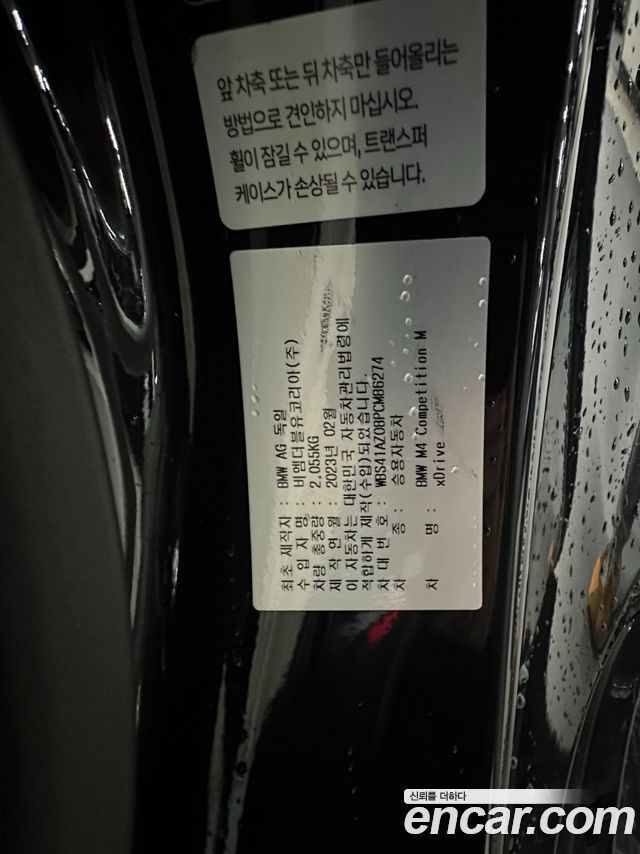 앞 차축 또는 뒤 차축만 들어올리는
방법으로 견인하지 마십시오.
휠이 잠길 수 있으며, 트랜스퍼
케이스가 손상될 수 있습니다.
최초 제작자 : BMW AG 독일
수 입 자 명 : 비엠더블유코리아(주)
차량 총중량 : 2.055KG
제 작 연 월 : 2023년 02월
이 자동차는 대한민국 자동차관리법령에
적합하게 제작(수입)되었습니다.
차 대 번 호 : WBS41AZ08PCM86274
차 종 : 승용자동차
차 명 : BMW M4 Competition M
xDrive
신뢰를 더하다
encar.com